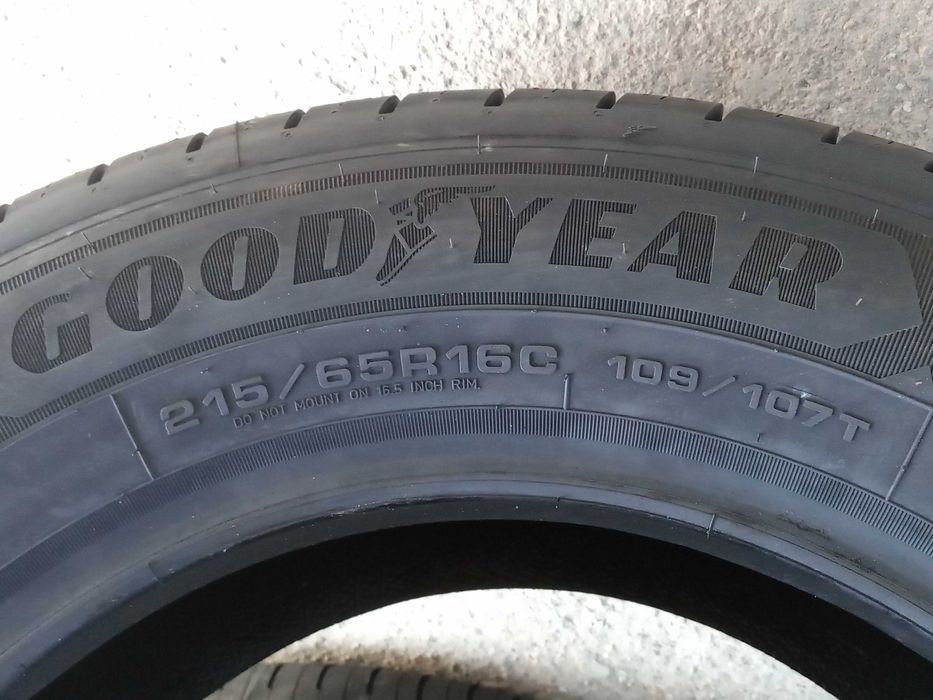 GOODYEAR
215/65R16C 109/107T
DO NOT MOUNT ON 16.5 INCH RIM.